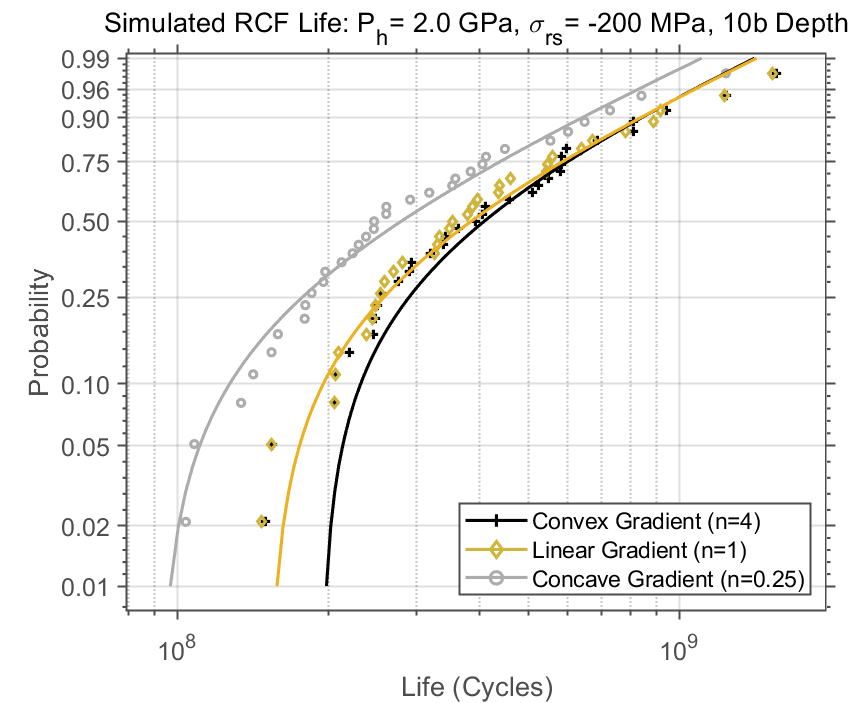 Simulated RCF Life: P_h= 2.0 GPa, σ_rs= -200 MPa, 10b Depth
0.99
0.96
0.90
0.75
0.50
0.25
0.10
0.05
0.02
0.01
Probability
Convex Gradient (n=4)
Linear Gradient (n=1)
Concave Gradient (n=0.25)
10^8
10^9
Life (Cycles)